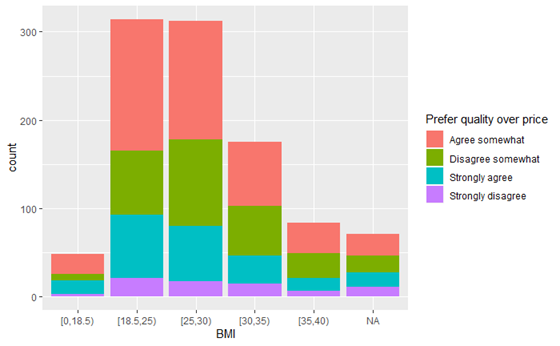 300
200
100
0
count
[0,18.5)
[18.5,25)
[25,30)
[30,35)
[35,40)
NA
BMI
Prefer quality over price
Agree somewhat
Disagree somewhat
Strongly agree
Strongly disagree